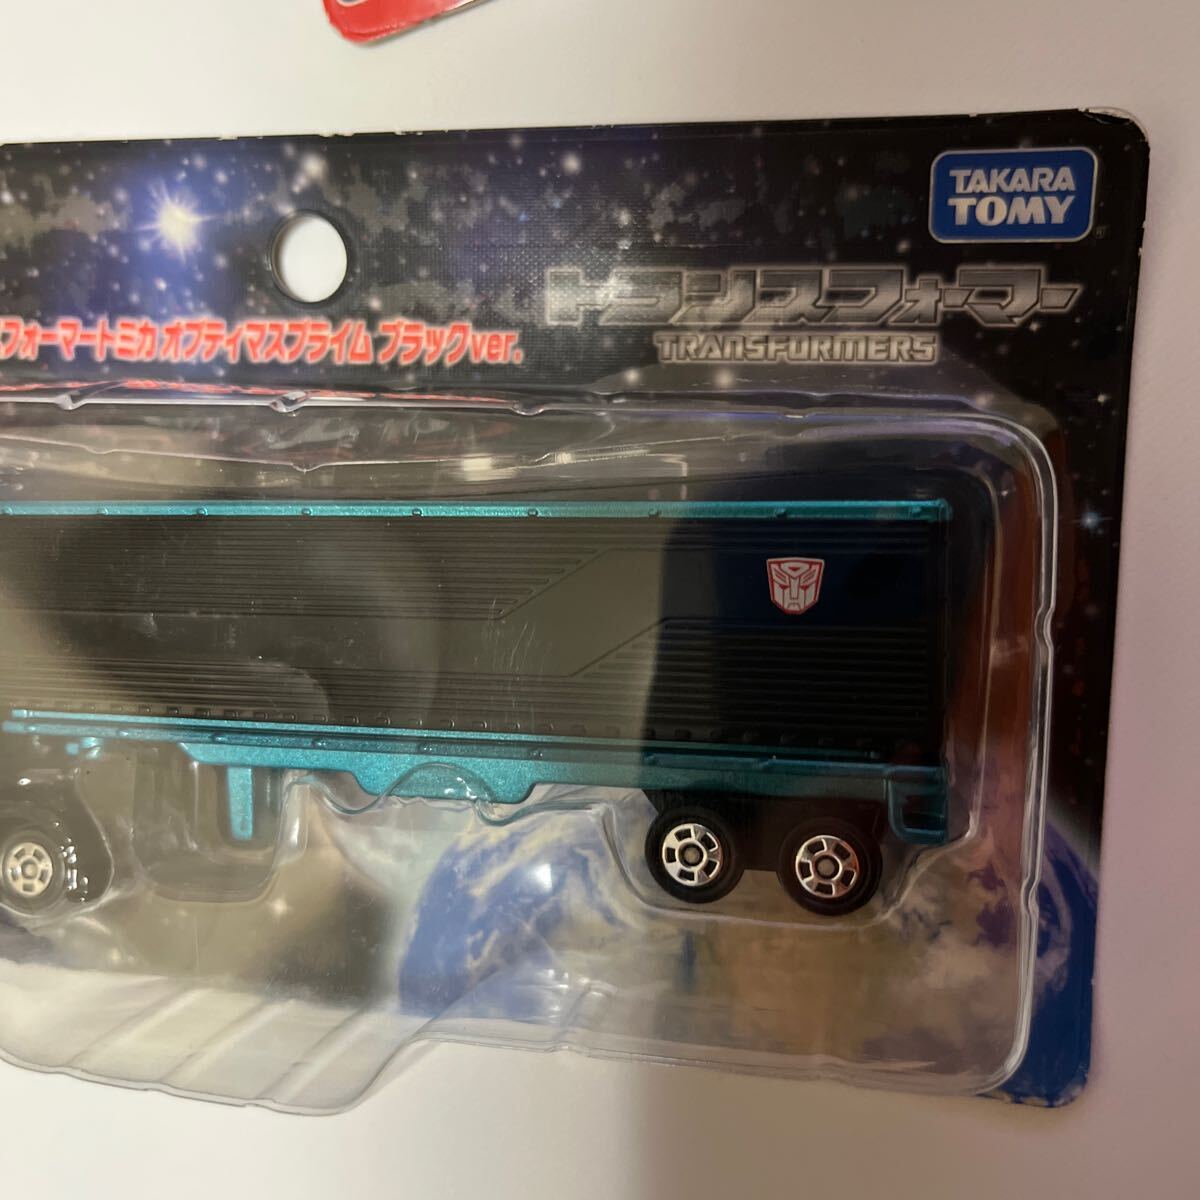 TAKARA
TOMY
トランスフォーマー
TRANSFORMERS
フォーマートミカ オプティマスプライム ブラックver.